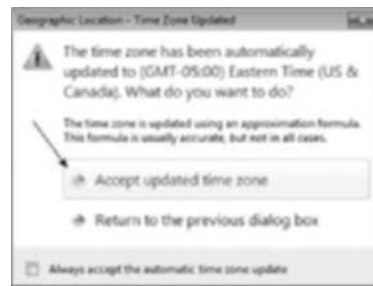 Geographic Location - Time Zone Updated
The time zone has been automatically
updated to (GMT-05:00) Eastern Time (US &
Canada). What do you want to do?
The time zone is updated using an approximation formula.
This formula is usually accurate, but not in all cases.
Accept updated time zone
Return to the previous dialog box
Always accept the automatic time zone update